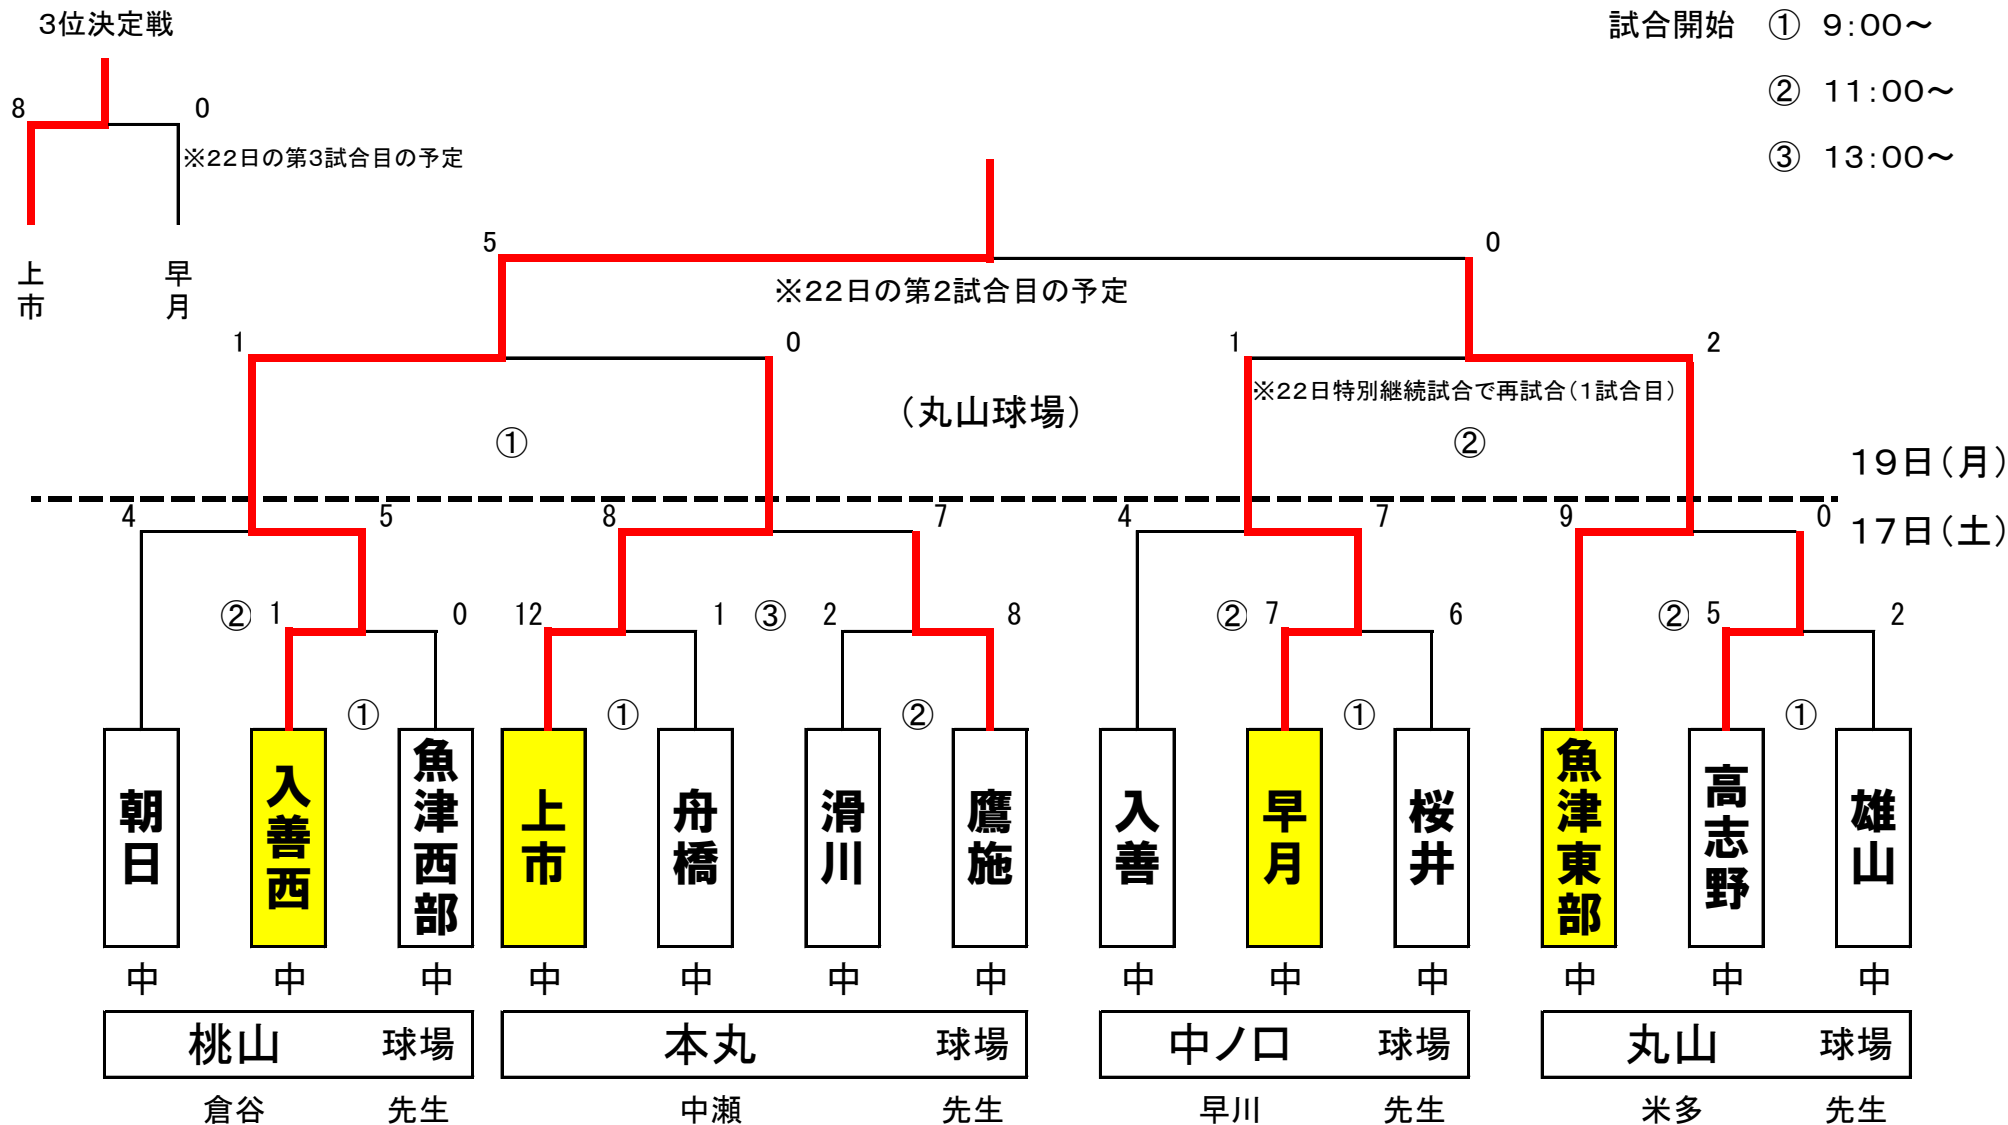 3位決定戦
試合開始 ① 9:00～
② 11:00～
③ 13:00～
8 0
※22日の第3試合目の予定
上市 早月
5 0
※22日の第2試合目の予定
1 0 1 2
※22日特別継続試合で再試合(1試合目)
(丸山球場)
① ②
19日(月)
4 5 8 7 4 7 9 0
17日(土)
② 1 0 12 1 ③ 2 8 ② 7 6 ② 5 2
① ① ② ① ①
朝日 入善西 魚津西部 上市 舟橋 滑川 鷹施 入善 早月 桜井 魚津東部 高志野 雄山
中 中 中 中 中 中 中 中 中 中 中 中 中
桃山 球場 本丸 球場 中ノ口 球場 丸山 球場
倉谷 先生 中瀬 先生 早川 先生 米多 先生